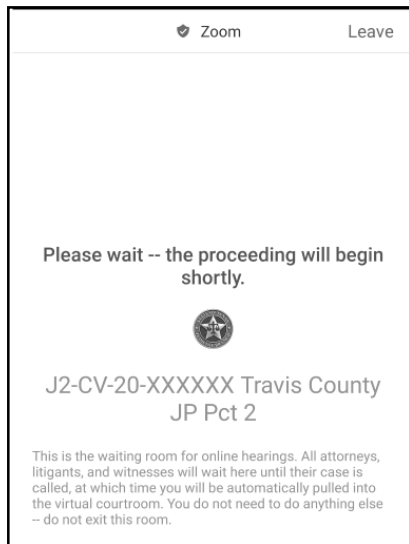 Zoom Leave
Please wait -- the proceeding will begin
shortly.
J2-CV-20-XXXXXX Travis County
JP Pct 2
This is the waiting room for online hearings. All attorneys,
litigants, and witnesses will wait here until their case is
called, at which time you will be automatically pulled into
the virtual courtroom. You do not need to do anything else
-- do not exit this room.